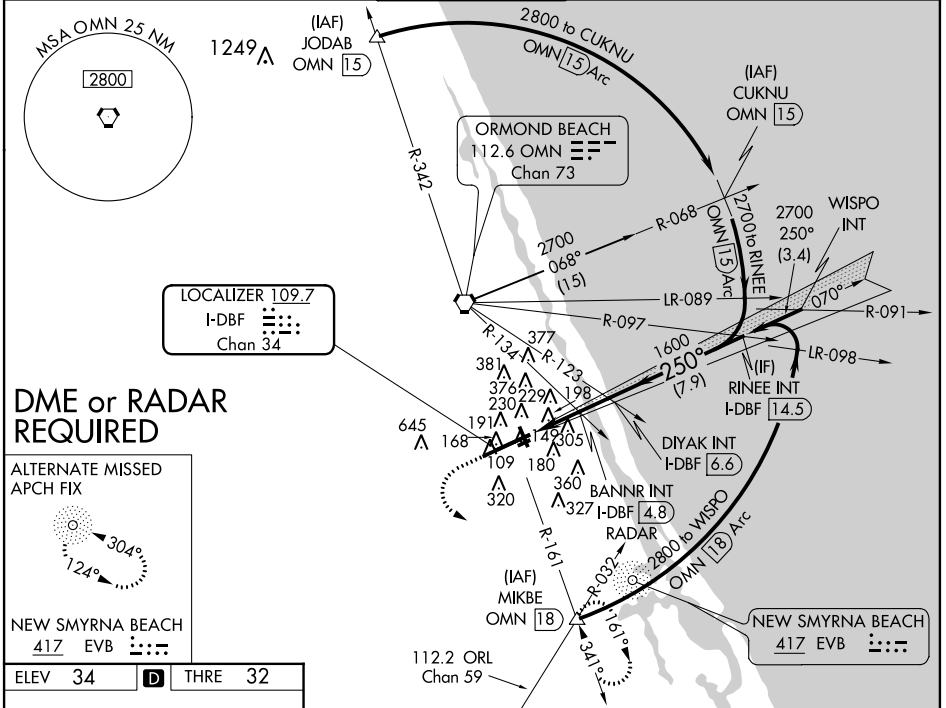 MSA OMN 25 NM
2800
1249
(IAF)
JODAB
OMN 15
2800 to CUKNU
OMN 15 Arc
(IAF)
CUKNU
OMN 15
ORMOND BEACH
112.6 OMN
Chan 73
R-342
R-068
2700
068°
(15)
2700 to RINEE
OMN 15 Arc
2700
250°
(3.4)
WISPO
INT
LOCALIZER 109.7
I-DBF
Chan 34
LR-089
070°
R-091
R-097
LR-098
R-134
R-123
1600
250°
(7.9)
(IF)
RINEE INT
I-DBF 14.5
377
381
376
229
198
230
191
645
168
149
305
109
180
360
320
327
DME or RADAR
REQUIRED
DIYAK INT
I-DBF 6.6
BANNR INT
I-DBF 4.8
RADAR
ALTERNATE MISSED
APCH FIX
304°
124°
NEW SMYRNA BEACH
417 EVB
R-161
R-032
2800 to WISPO
OMN 18 Arc
(IAF)
MIKBE
OMN 18
161°
341°
NEW SMYRNA BEACH
417 EVB
112.2 ORL
Chan 59
ELEV 34 D THRE 32